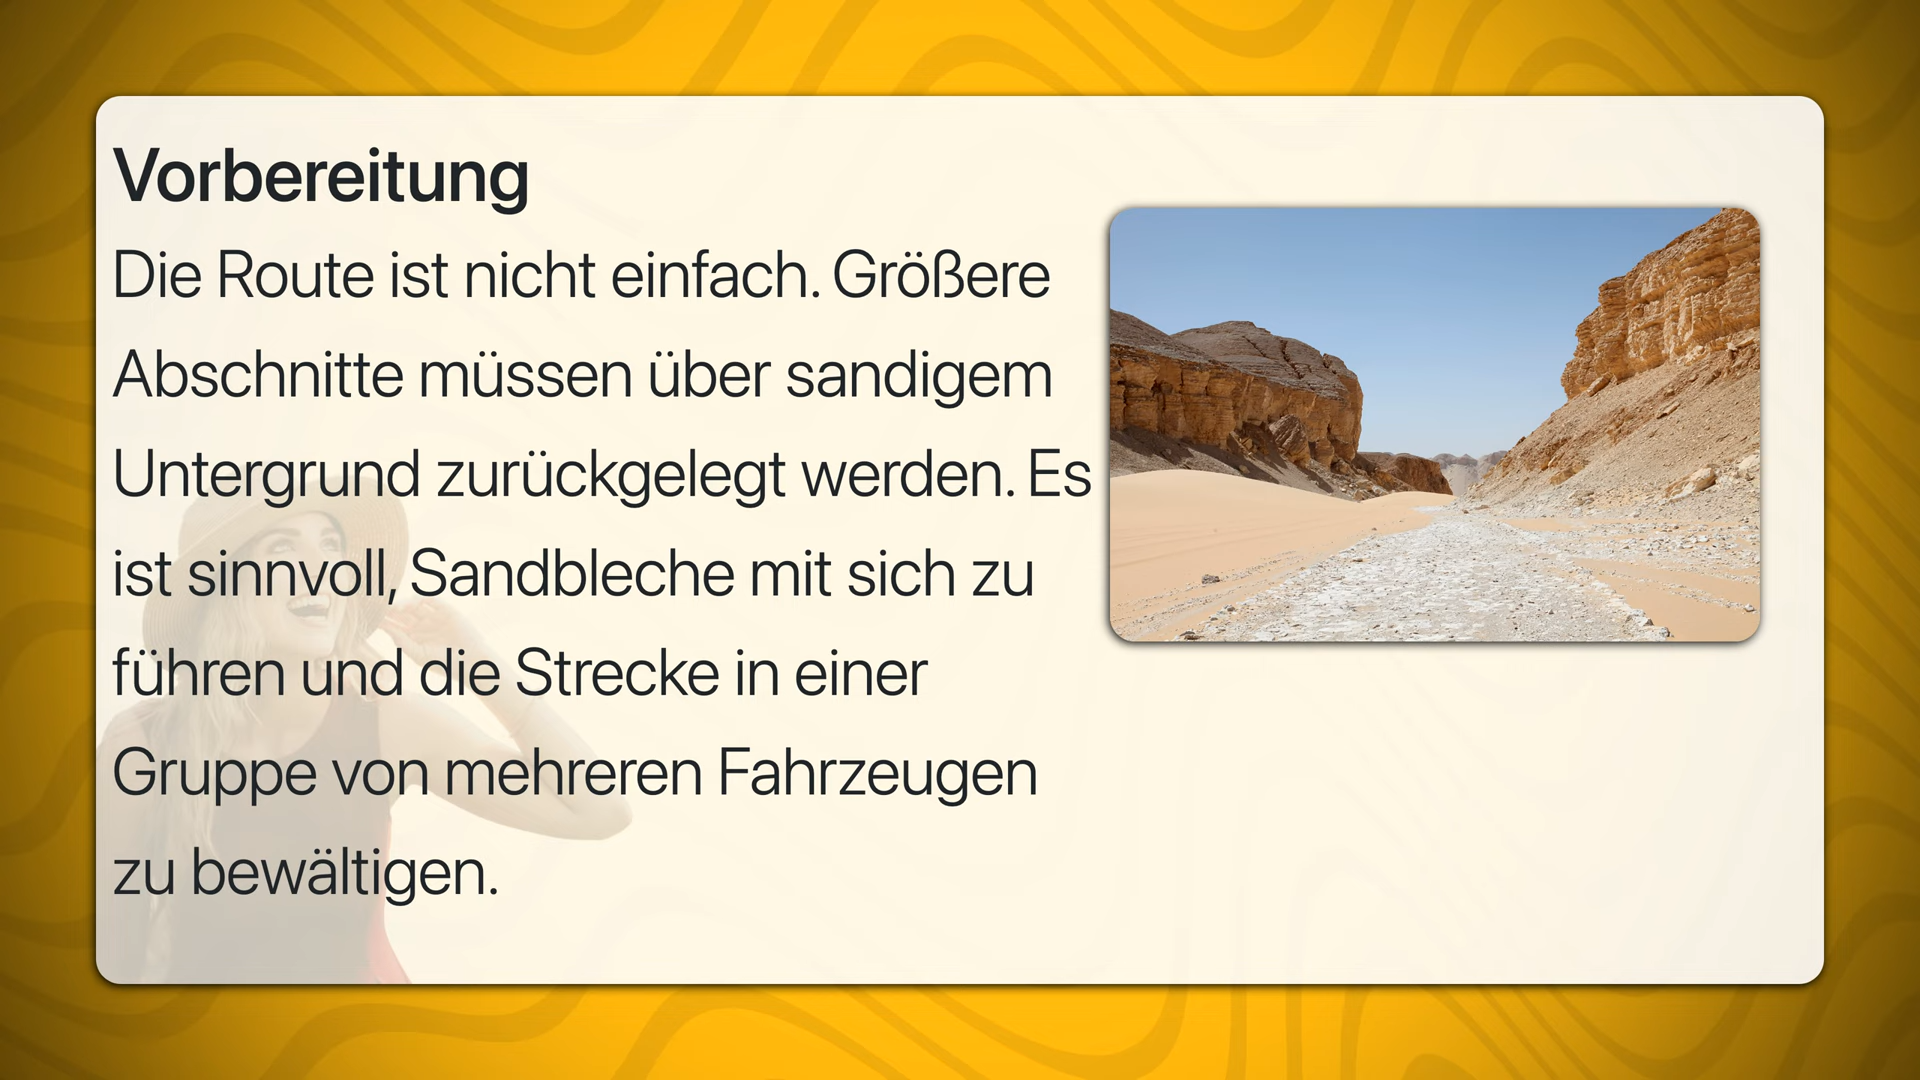 Vorbereitung
Die Route ist nicht einfach. Größere
Abschnitte müssen über sandigem
Untergrund zurückgelegt werden. Es
ist sinnvoll, Sandbleche mit sich zu
führen und die Strecke in einer
Gruppe von mehreren Fahrzeugen
zu bewältigen.